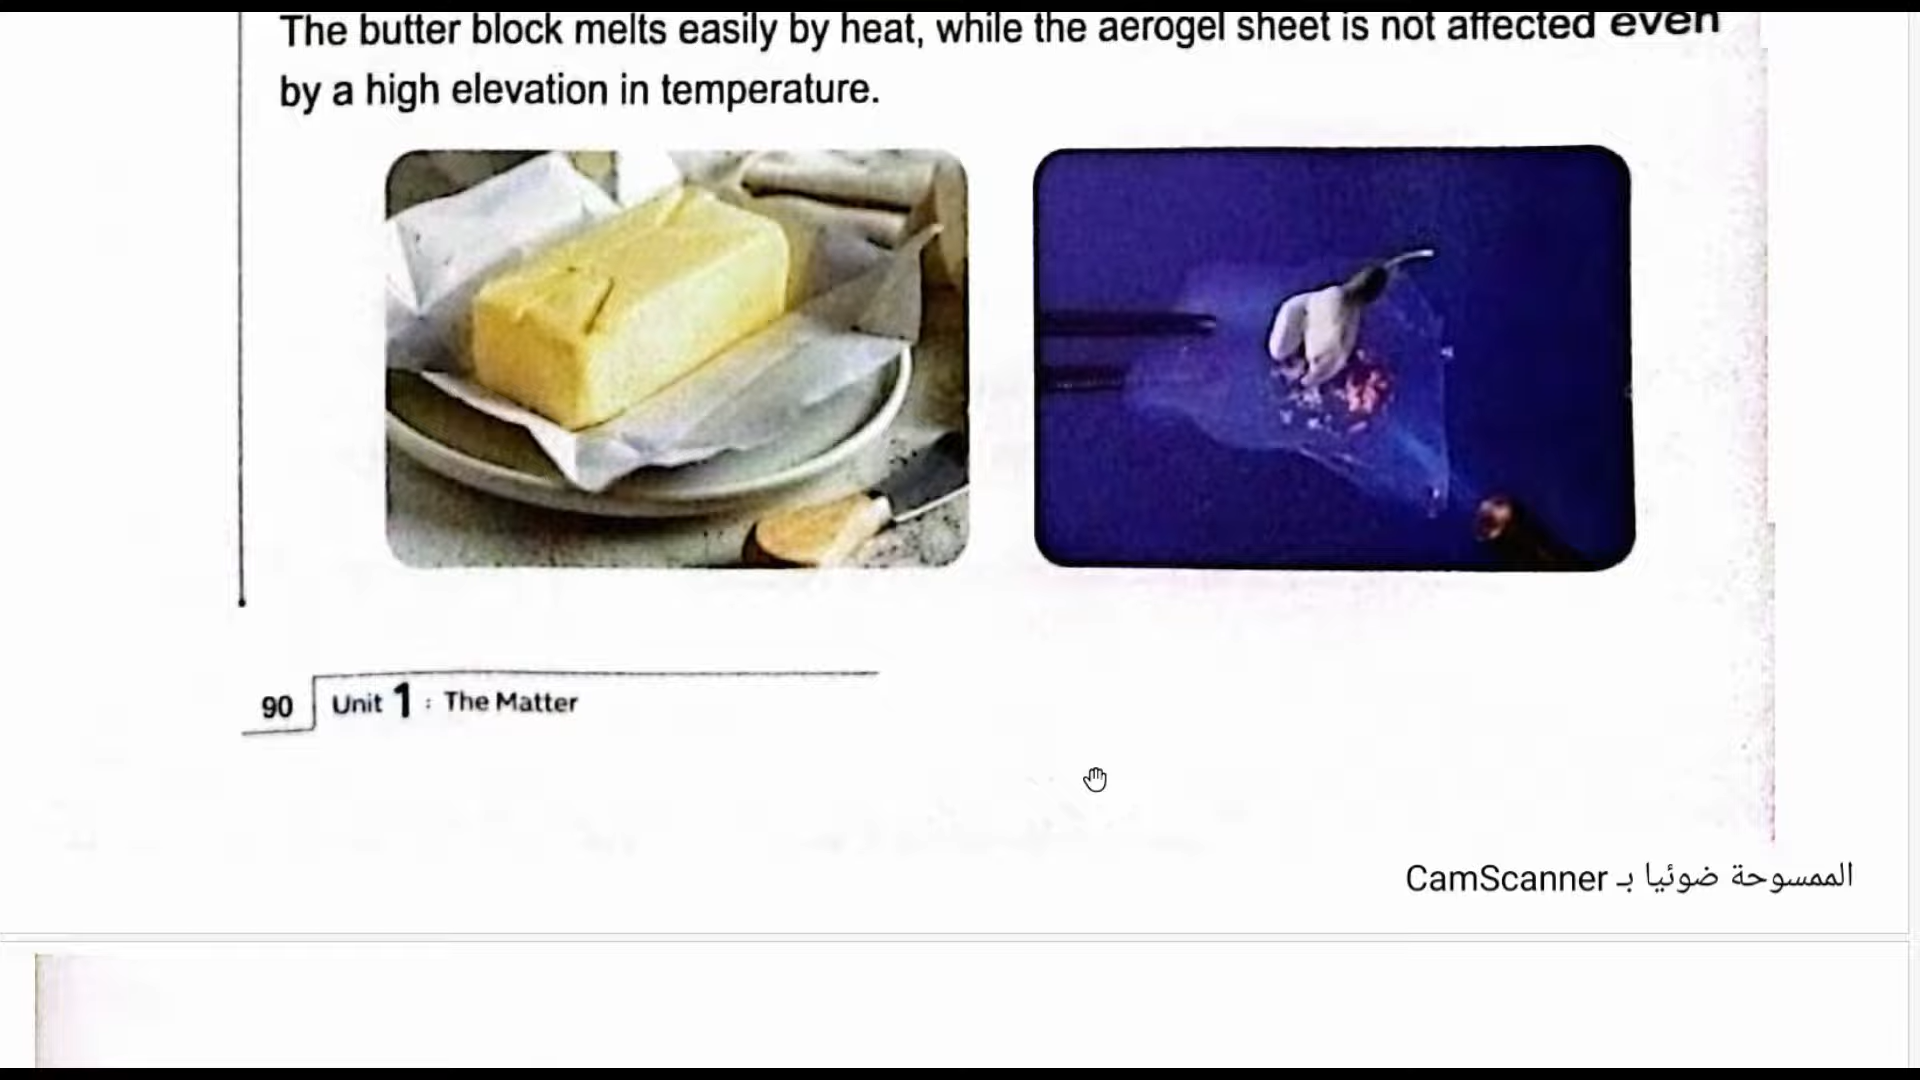 The butter block melts easily by heat, while the aerogel sheet is not affected even
by a high elevation in temperature.
90 Unit 1 : The Matter
الممسوحة ضوئيا بـ CamScanner